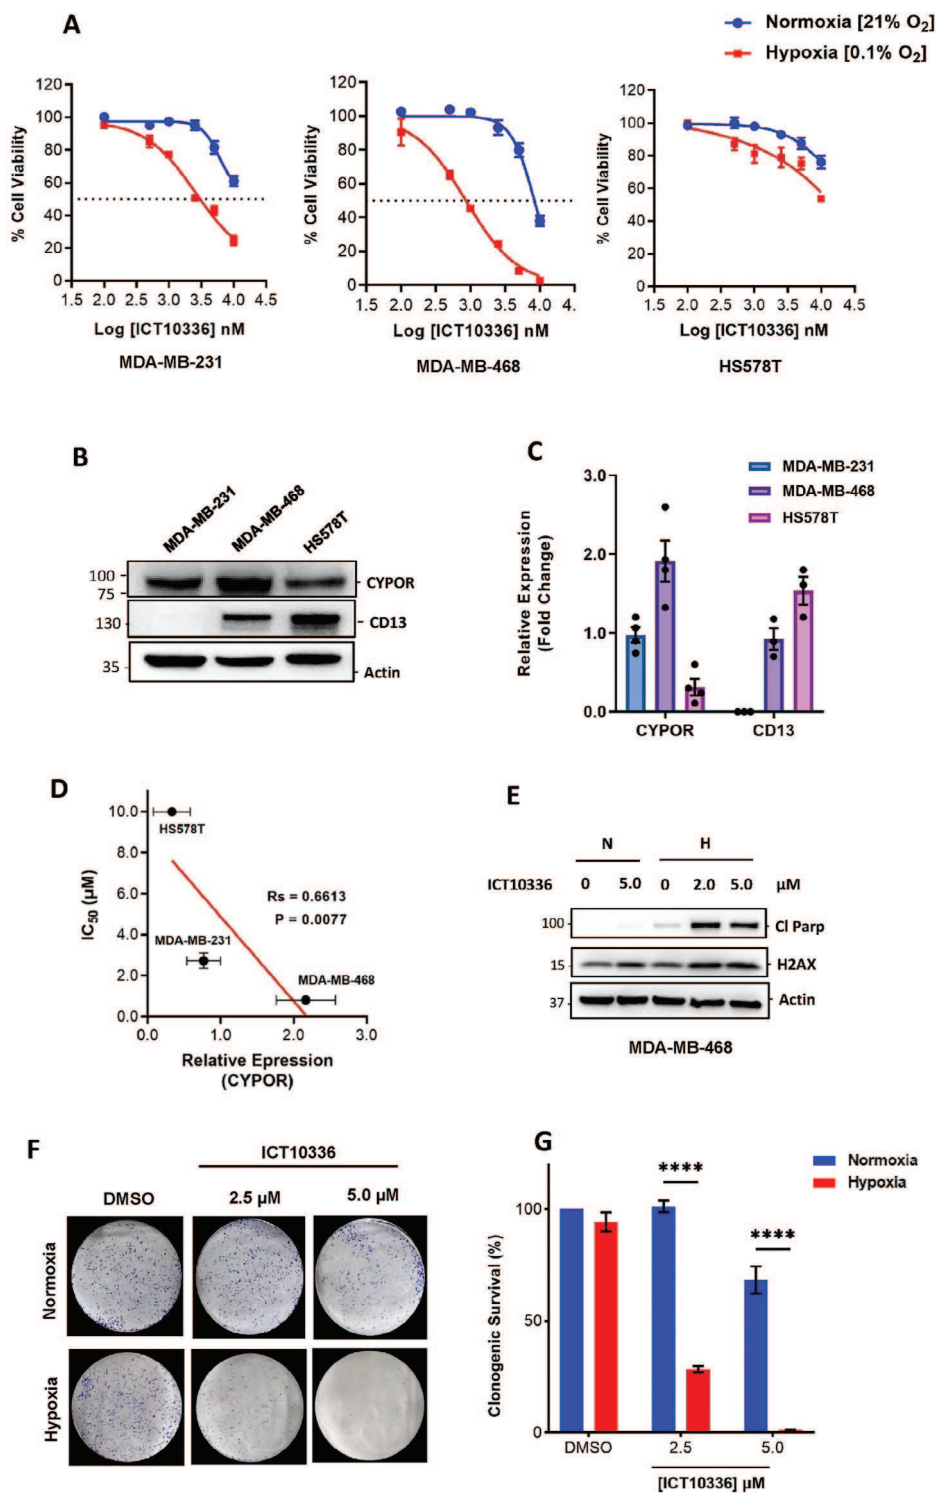 A
Normoxia [21% O2]
Hypoxia [0.1% O2]
120
100
80
60
40
20
0
% Cell Viability
1.5 2.0 2.5 3.0 3.5 4.0 4.5
Log [ICT10336] nM
MDA-MB-231
120
100
80
60
40
20
0
% Cell Viability
1.5 2.0 2.5 3.0 3.5 4.0 4.
Log [ICT10336] nM
MDA-MB-468
120
100
80
60
40
20
0
% Cell Viability
1.5 2.0 2.5 3.0 3.5 4.0 4.5
Log [ICT10336] nM
HS578T
B
MDA-MB-231
MDA-MB-468
HS578T
100
75
CYPOR
130
CD13
35
Actin
C
MDA-MB-231
MDA-MB-468
HS578T
3.0
2.0
1.0
0.0
Relative Expression
(Fold Change)
CYPOR CD13
D
10.0
8.0
6.0
4.0
2.0
0.0
IC50 (µM)
HS578T
Rs = 0.6613
P = 0.0077
MDA-MB-231
MDA-MB-468
0.0 1.0 2.0 3.0
Relative Epression
(CYPOR)
E
N H
ICT10336 0 5.0 0 2.0 5.0 µM
100
Cl Parp
15
H2AX
37
Actin
MDA-MB-468
F
ICT10336
DMSO 2.5 µM 5.0 µM
Normoxia
Hypoxia
G
Normoxia
Hypoxia
100
50
0
Clonogenic Survival (%)
****
****
DMSO 2.5 5.0
[ICT10336] µM